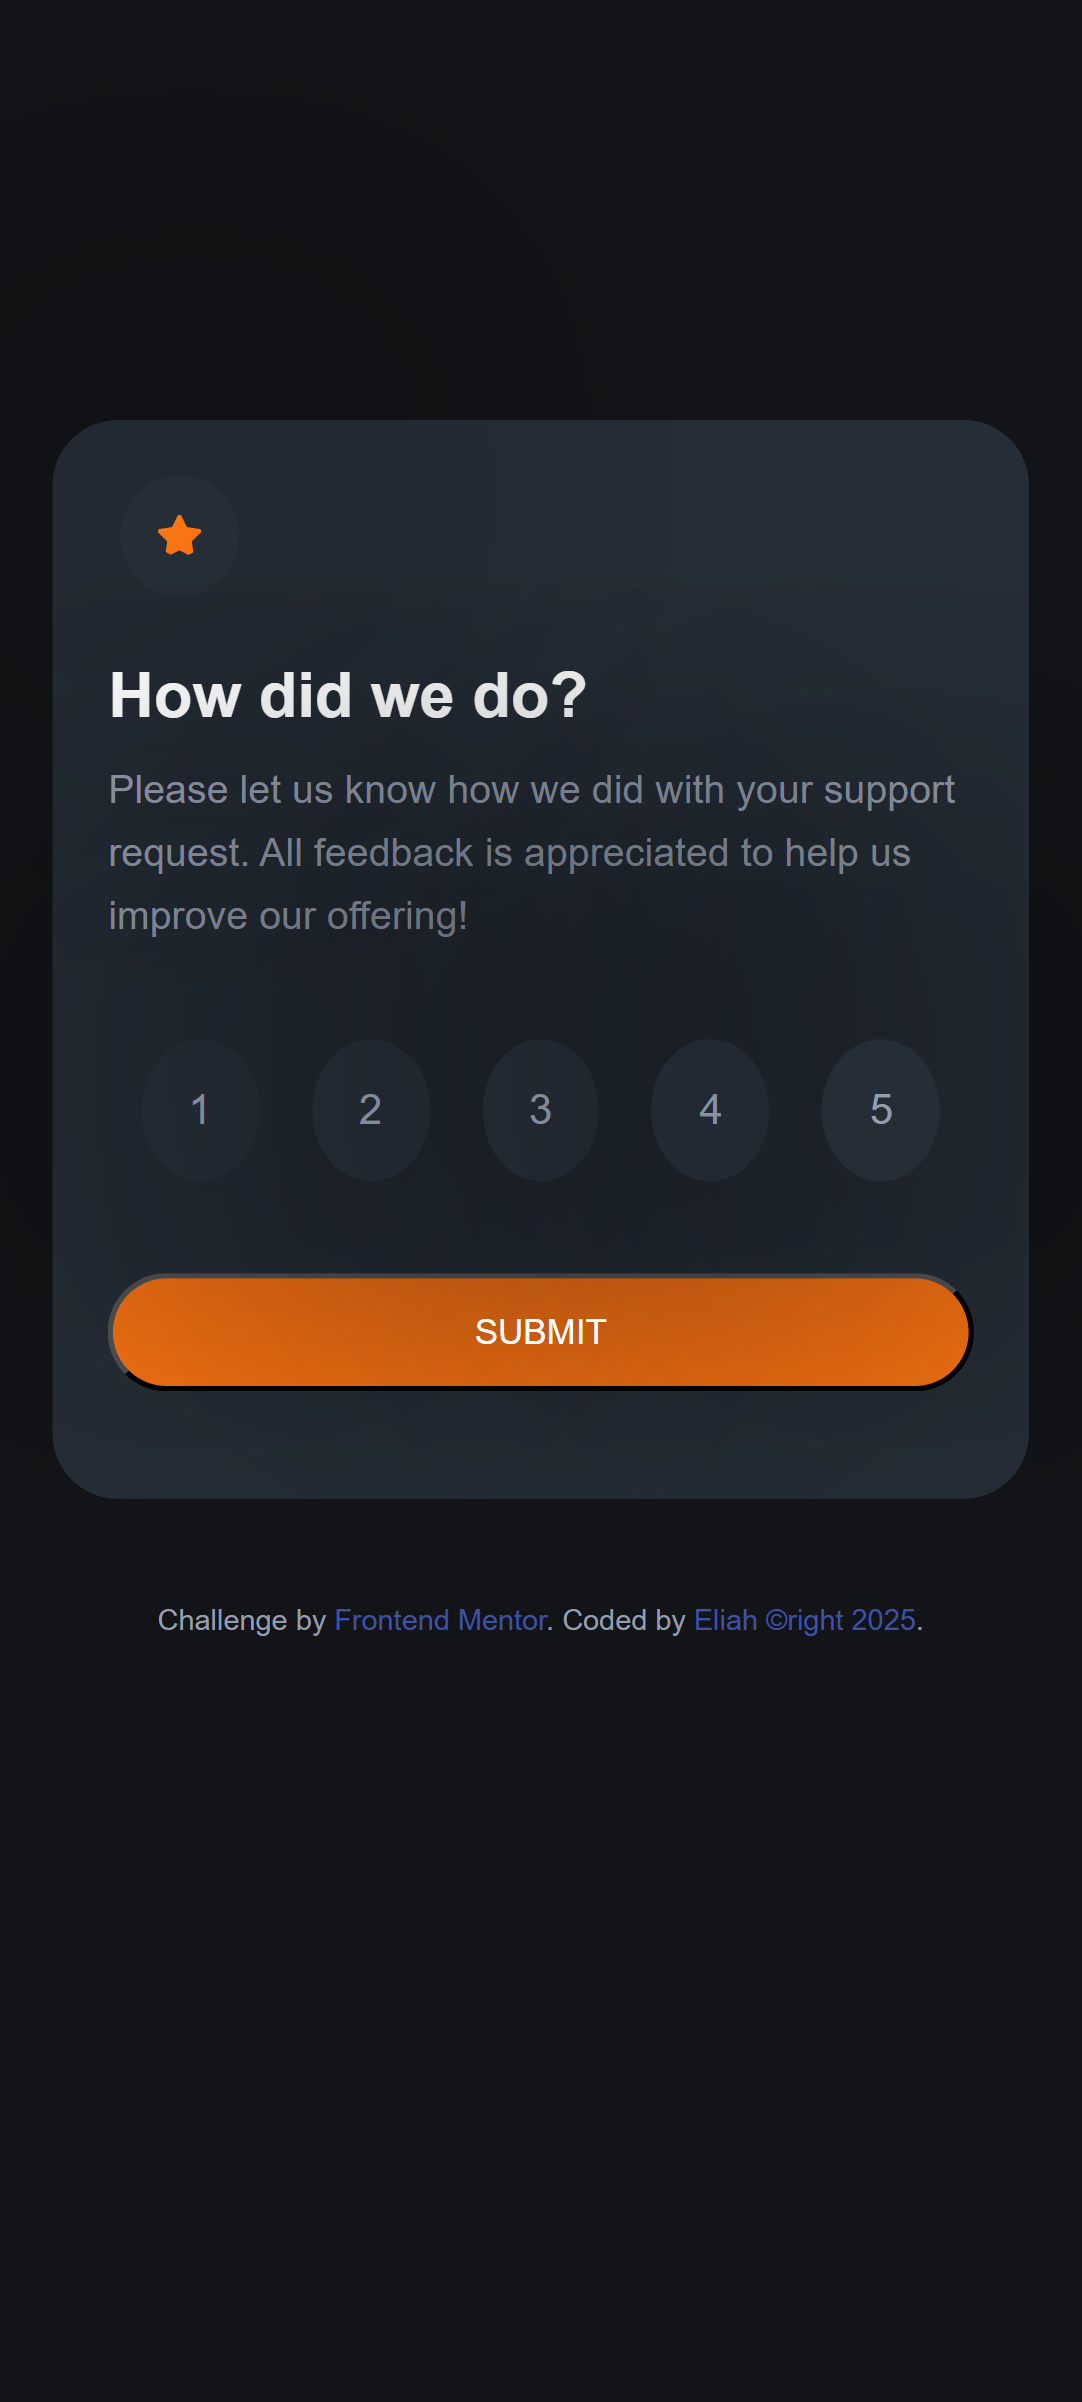 How did we do?
Please let us know how we did with your support
request. All feedback is appreciated to help us
improve our offering!
1 2 3 4 5
SUBMIT
Challenge by Frontend Mentor. Coded by Eliah ©right 2025.